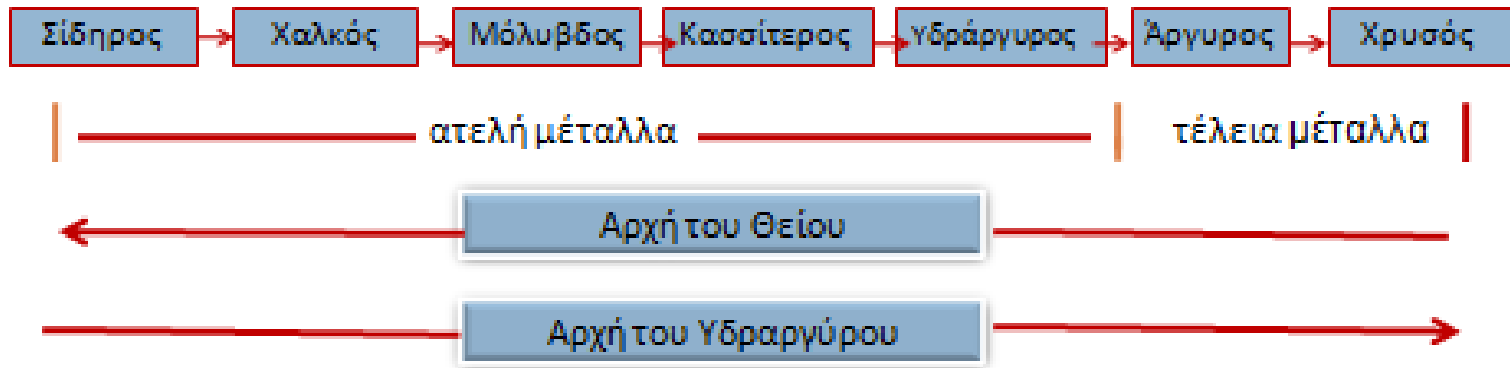 Σίδηρος Χαλκός Μόλυβδος Κασσίτερος Υδράργυρος Άργυρος Χρυσός
ατελή μέταλλα τέλεια μέταλλα
Αρχή του Θείου
Αρχή του Υδραργύρου